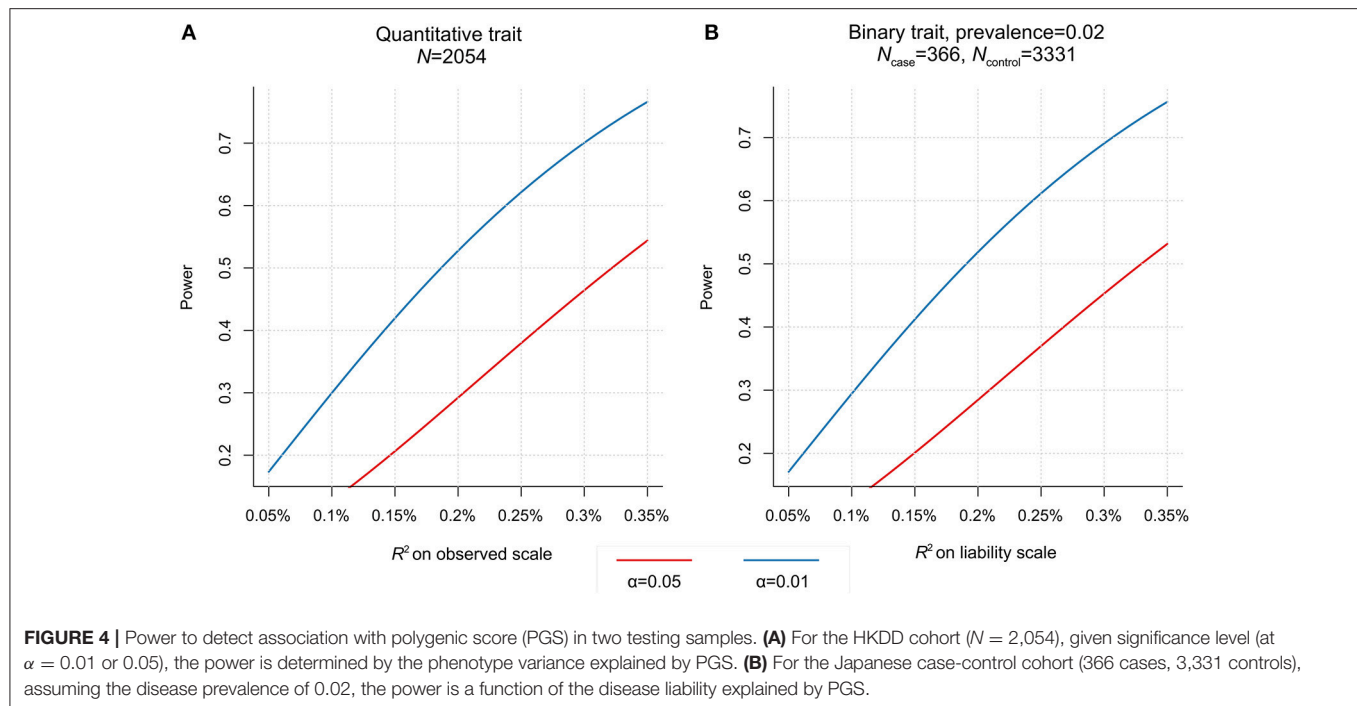 A
Quantitative trait
N=2054
Power
0.7
0.6
0.5
0.4
0.3
0.2
0.05% 0.1% 0.15% 0.2% 0.25% 0.3% 0.35%
R² on observed scale
B
Binary trait, prevalence=0.02
Ncase=366, Ncontrol=3331
Power
0.7
0.6
0.5
0.4
0.3
0.2
0.05% 0.1% 0.15% 0.2% 0.25% 0.3% 0.35%
R² on liability scale
α=0.05 α=0.01
FIGURE 4 | Power to detect association with polygenic score (PGS) in two testing samples. (A) For the HKDD cohort (N = 2,054), given significance level (at
α = 0.01 or 0.05), the power is determined by the phenotype variance explained by PGS. (B) For the Japanese case-control cohort (366 cases, 3,331 controls),
assuming the disease prevalence of 0.02, the power is a function of the disease liability explained by PGS.